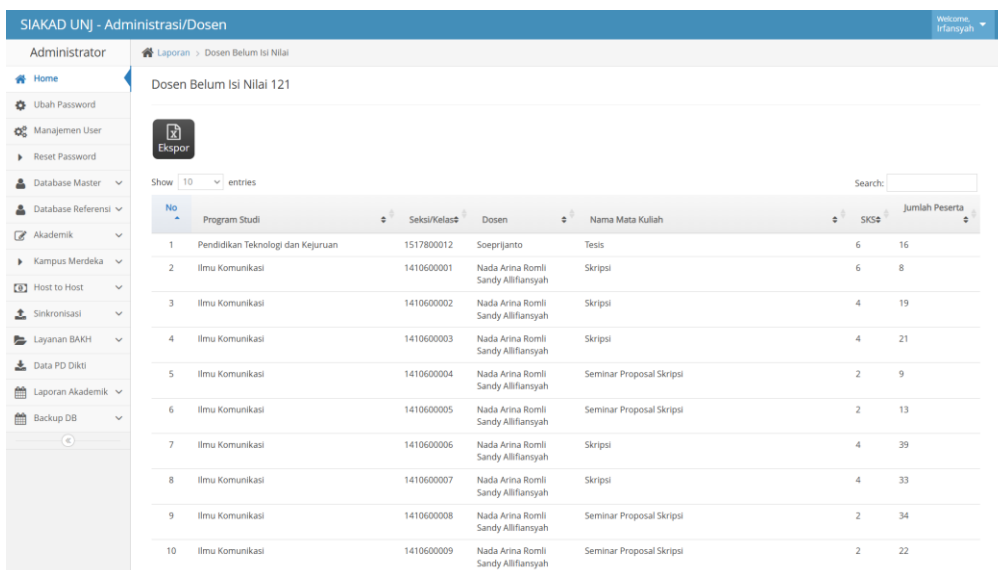 SIAKAD UNJ - Administrasi/Dosen
Welcome,
Irfansyah
Administrator
Laporan > Dosen Belum Isi Nilai
Home
Ubah Password
Manajemen User
Reset Password
Database Master
Database Referensi
Akademik
Kampus Merdeka
Host to Host
Sinkronisasi
Layanan BAKH
Data PD Dikti
Laporan Akademik
Backup DB
Dosen Belum Isi Nilai 121
Ekspor
Show 10 entries
Search:
No Program Studi Seksi/Kelas Dosen Nama Mata Kuliah SKS Jumlah Peserta
1 Pendidikan Teknologi dan Kejuruan 1517800012 Soeprijanto Tesis 6 16
2 Ilmu Komunikasi 1410600001 Nada Arina Romli Skripsi 6 8
Sandy Allifiansyah
3 Ilmu Komunikasi 1410600002 Nada Arina Romli Skripsi 4 19
Sandy Allifiansyah
4 Ilmu Komunikasi 1410600003 Nada Arina Romli Skripsi 4 21
Sandy Allifiansyah
5 Ilmu Komunikasi 1410600004 Nada Arina Romli Seminar Proposal Skripsi 2 9
Sandy Allifiansyah
6 Ilmu Komunikasi 1410600005 Nada Arina Romli Seminar Proposal Skripsi 2 13
Sandy Allifiansyah
7 Ilmu Komunikasi 1410600006 Nada Arina Romli Skripsi 4 39
Sandy Allifiansyah
8 Ilmu Komunikasi 1410600007 Nada Arina Romli Skripsi 4 33
Sandy Allifiansyah
9 Ilmu Komunikasi 1410600008 Nada Arina Romli Seminar Proposal Skripsi 2 34
Sandy Allifiansyah
10 Ilmu Komunikasi 1410600009 Nada Arina Romli Seminar Proposal Skripsi 2 22
Sandy Allifiansyah